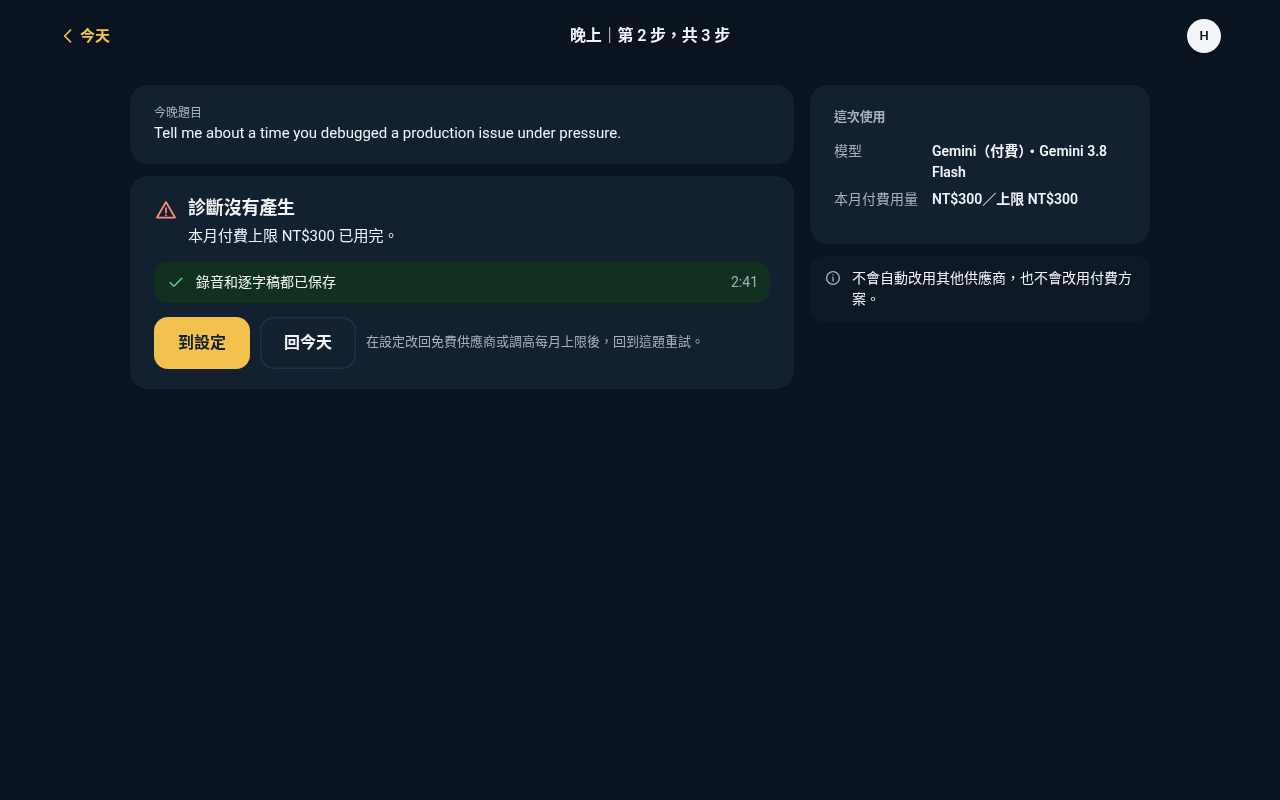 今天
晚上｜第 2 步，共 3 步
H
今晚題目
Tell me about a time you debugged a production issue under pressure.
診斷沒有產生
本月付費上限 NT$300 已用完。
錄音和逐字稿都已保存
2:41
到設定
回今天
在設定改回免費供應商或調高每月上限後，回到這題重試。
這次使用
模型
Gemini（付費）· Gemini 3.8
Flash
本月付費用量
NT$300／上限 NT$300
不會自動改用其他供應商，也不會改用付費方
案。